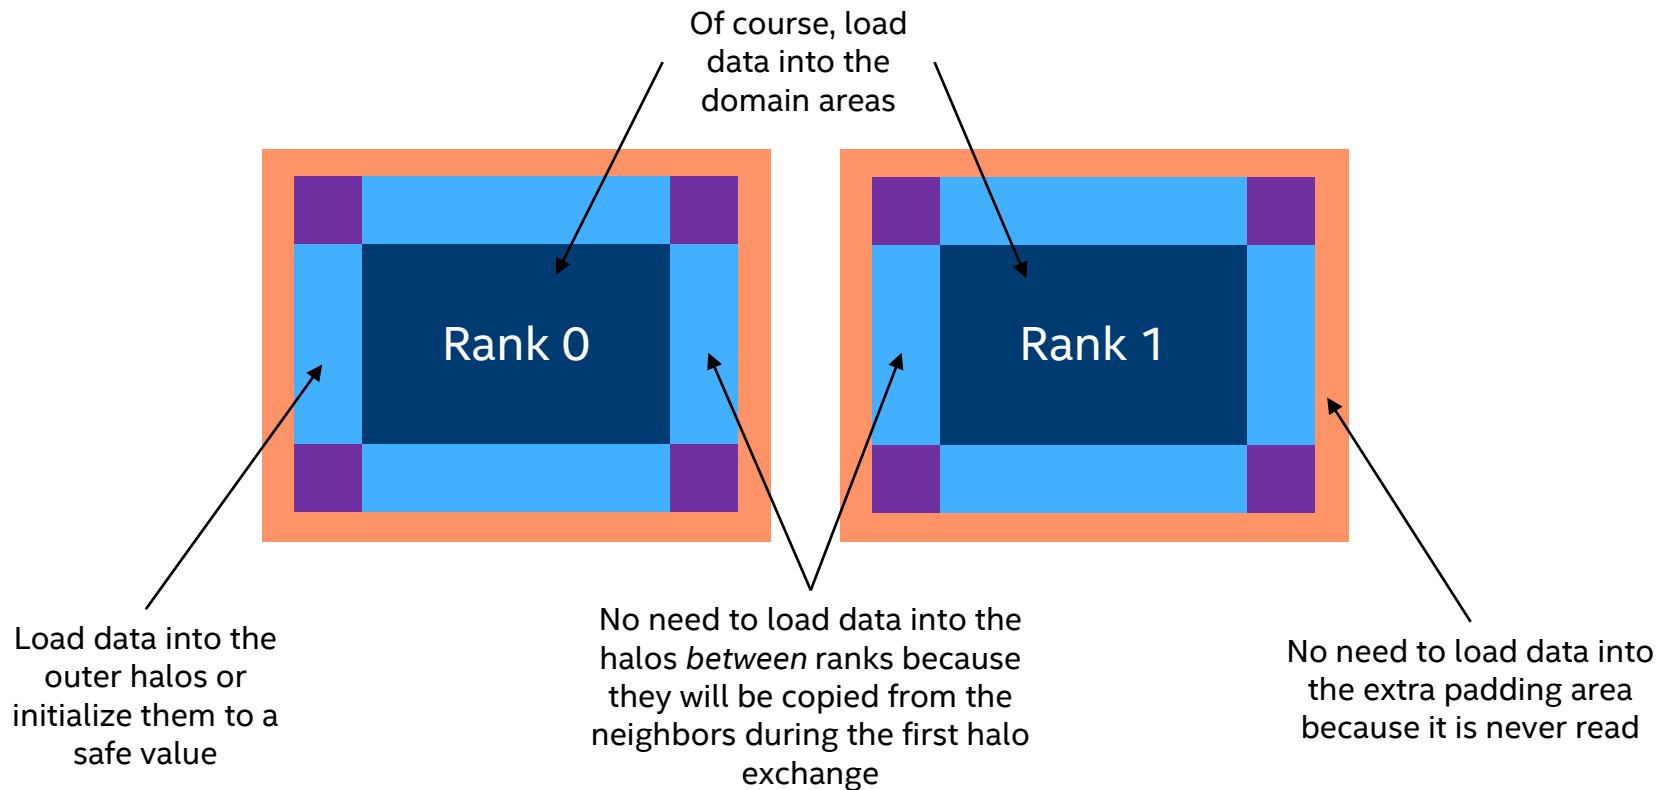 Of course, load
data into the
domain areas
Rank 0
Rank 1
Load data into the
outer halos or
initialize them to a
safe value
No need to load data into the
halos between ranks because
they will be copied from the
neighbors during the first halo
exchange
No need to load data into
the extra padding area
because it is never read